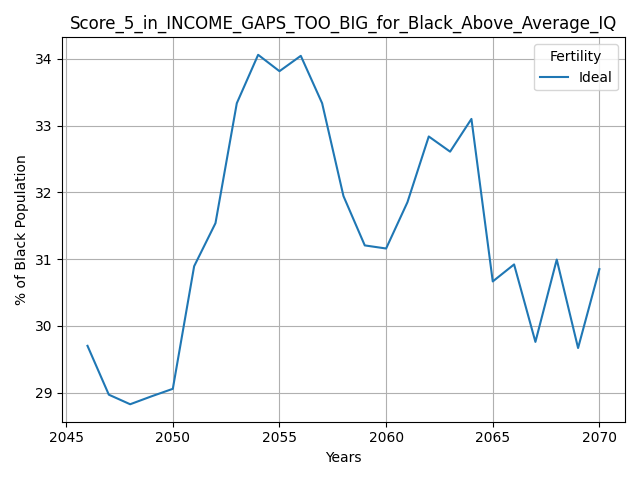 Score_5_in_INCOME_GAPS_TOO_BIG_for_Black_Above_Average_IQ
Fertility
Ideal
% of Black Population
34
33
32
31
30
29
2045
2050
2055
2060
2065
2070
Years